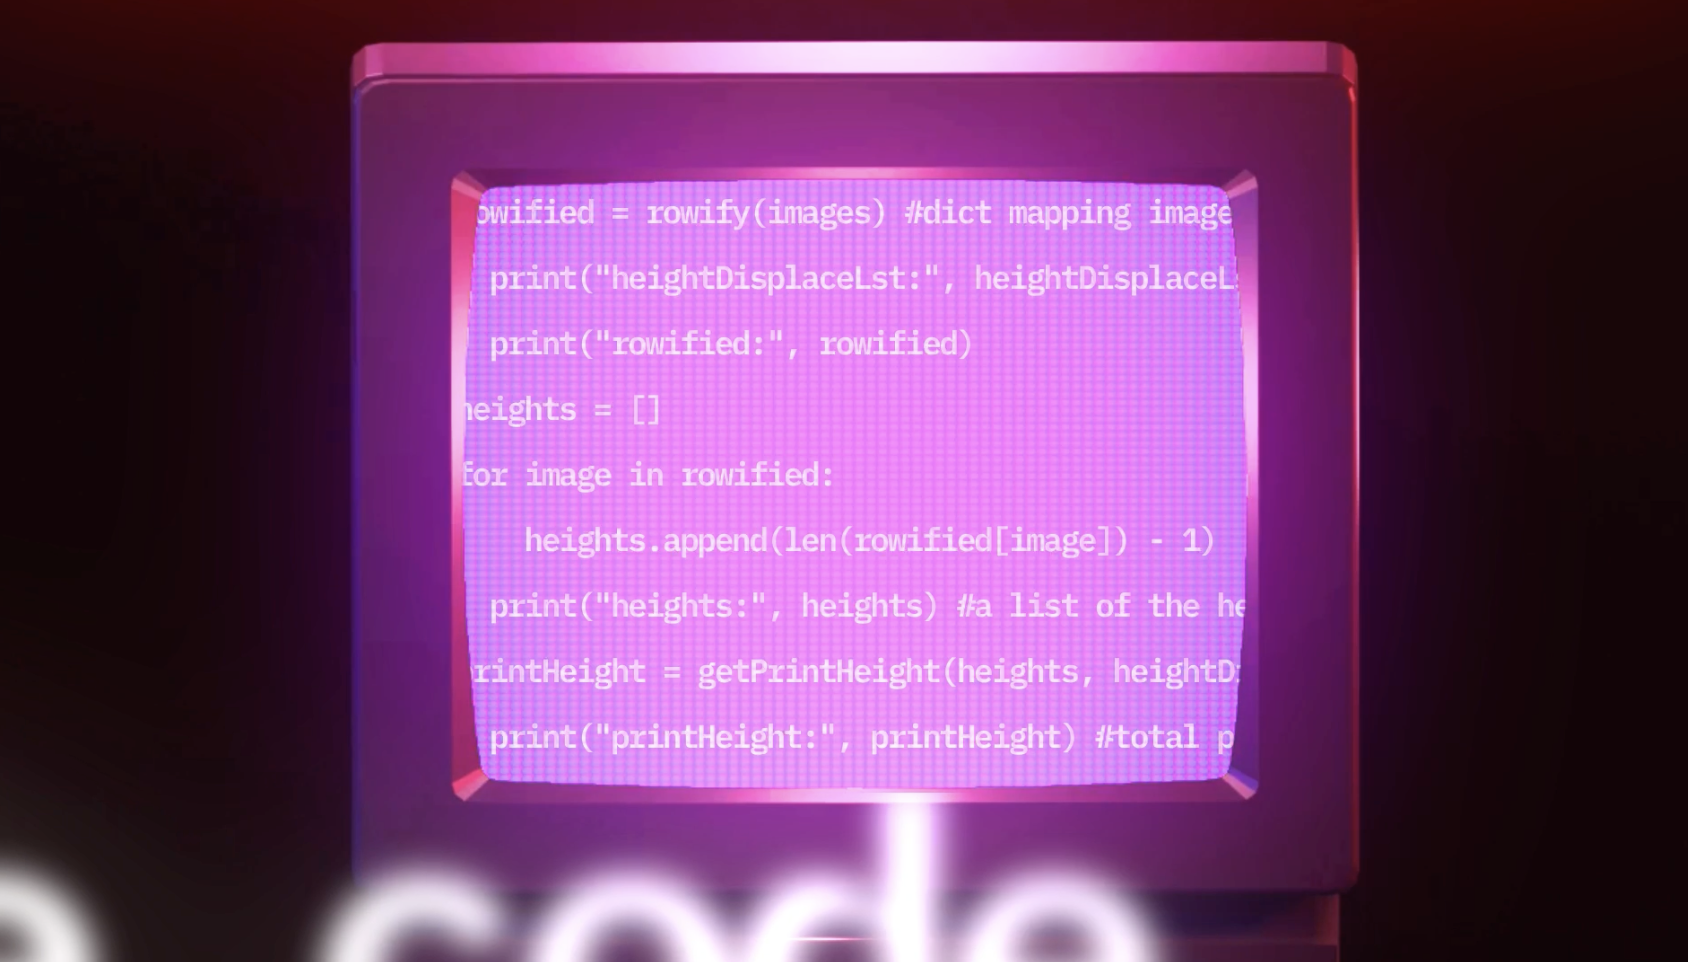 owified = rowify(images) #dict mapping image
print("heightDisplaceLst:", heightDisplaceL
print("rowified:", rowified)
heights = []
for image in rowified:
heights.append(len(rowified[image]) - 1)
print("heights:", heights) #a list of the he
rintHeight = getPrintHeight(heights, heightD
print("printHeight:", printHeight) #total p
e code